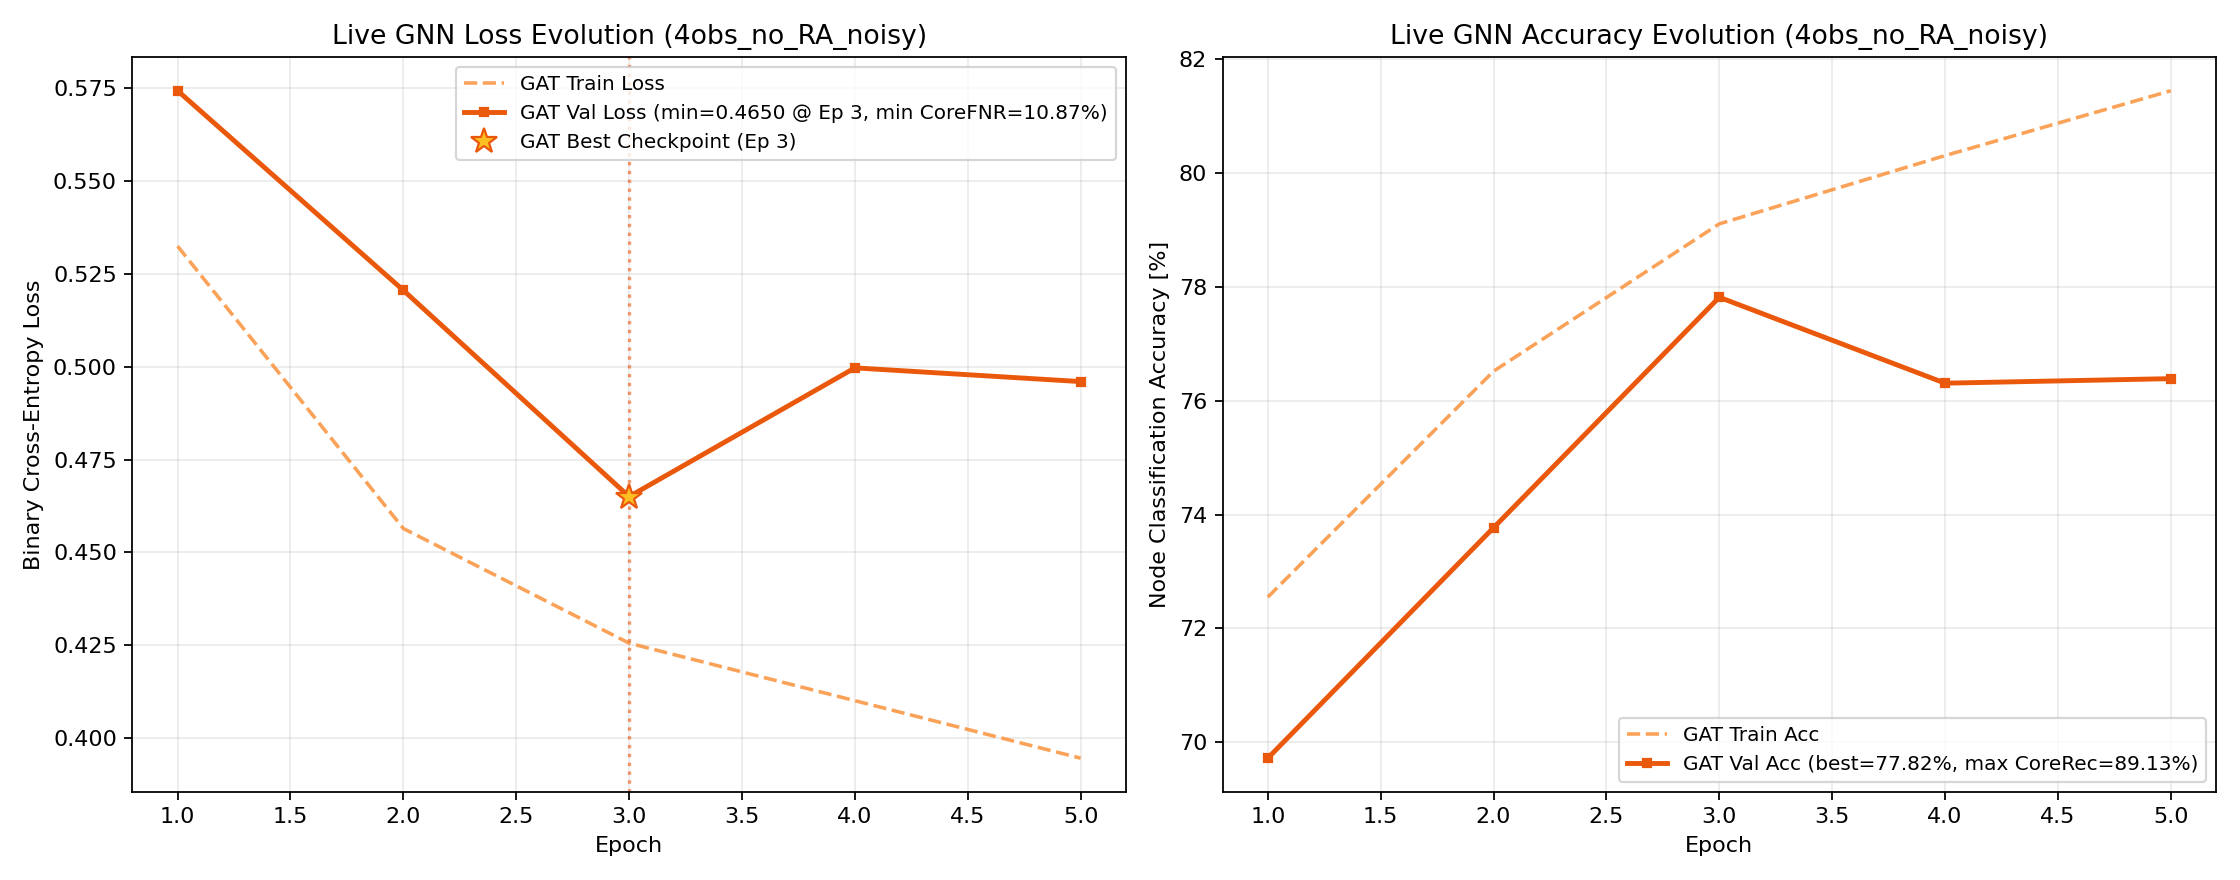 Live GNN Loss Evolution (4obs_no_RA_noisy)
Binary Cross-Entropy Loss
0.575
0.550
0.525
0.500
0.475
0.450
0.425
0.400
GAT Train Loss
GAT Val Loss (min=0.4650 @ Ep 3, min CoreFNR=10.87%)
GAT Best Checkpoint (Ep 3)
1.0 1.5 2.0 2.5 3.0 3.5 4.0 4.5 5.0
Epoch
Live GNN Accuracy Evolution (4obs_no_RA_noisy)
Node Classification Accuracy [%]
82
80
78
76
74
72
70
GAT Train Acc
GAT Val Acc (best=77.82%, max CoreRec=89.13%)
1.0 1.5 2.0 2.5 3.0 3.5 4.0 4.5 5.0
Epoch